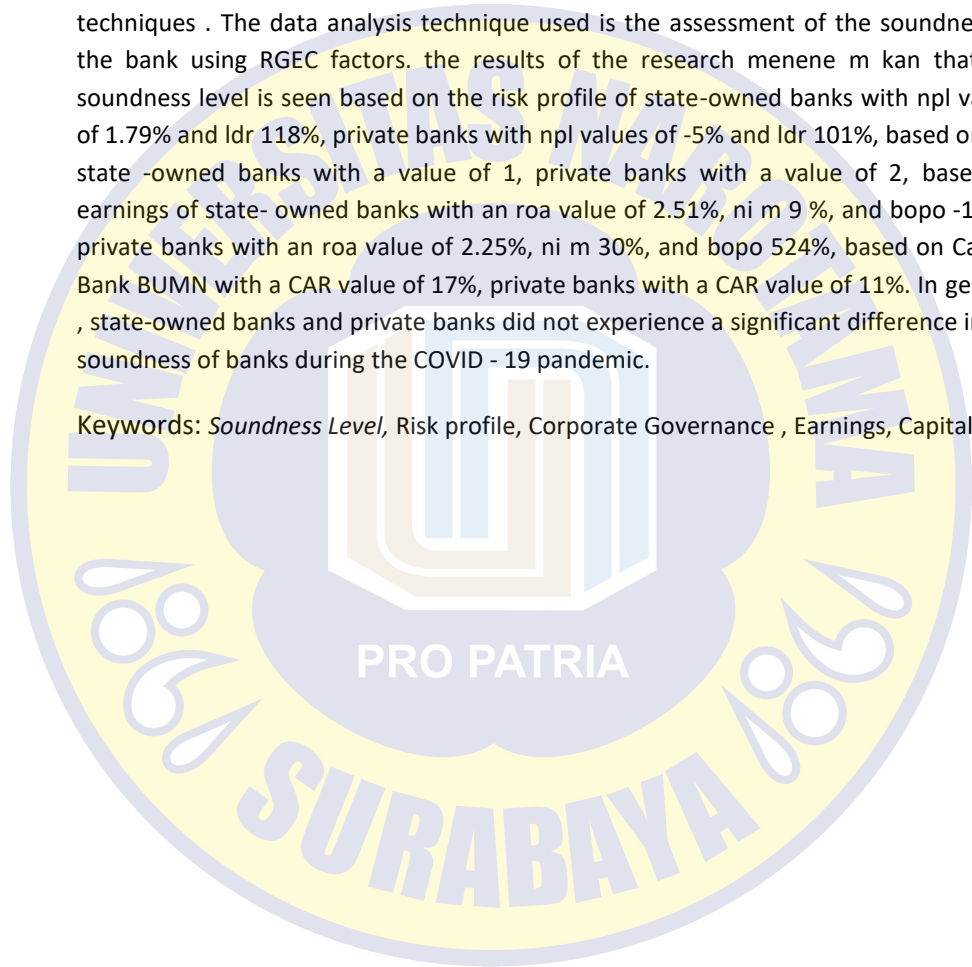 techniques . The data analysis technique used is the assessment of the soundne
the bank using RGEC factors. the results of the research menene m kan that
soundness level is seen based on the risk profile of state-owned banks with npl va
of 1.79% and ldr 118%, private banks with npl values of -5% and ldr 101%, based o
state -owned banks with a value of 1, private banks with a value of 2, base
earnings of state- owned banks with an roa value of 2.51%, ni m 9 %, and bopo -1
private banks with an roa value of 2.25%, ni m 30%, and bopo 524%, based on Ca
Bank BUMN with a CAR value of 17%, private banks with a CAR value of 11%. In ge
, state-owned banks and private banks did not experience a significant difference i
soundness of banks during the COVID - 19 pandemic.
Keywords: Soundness Level, Risk profile, Corporate Governance , Earnings, Capital
UNIVERSITAS NAROTAMA
PRO PATRIA
SURABAYA